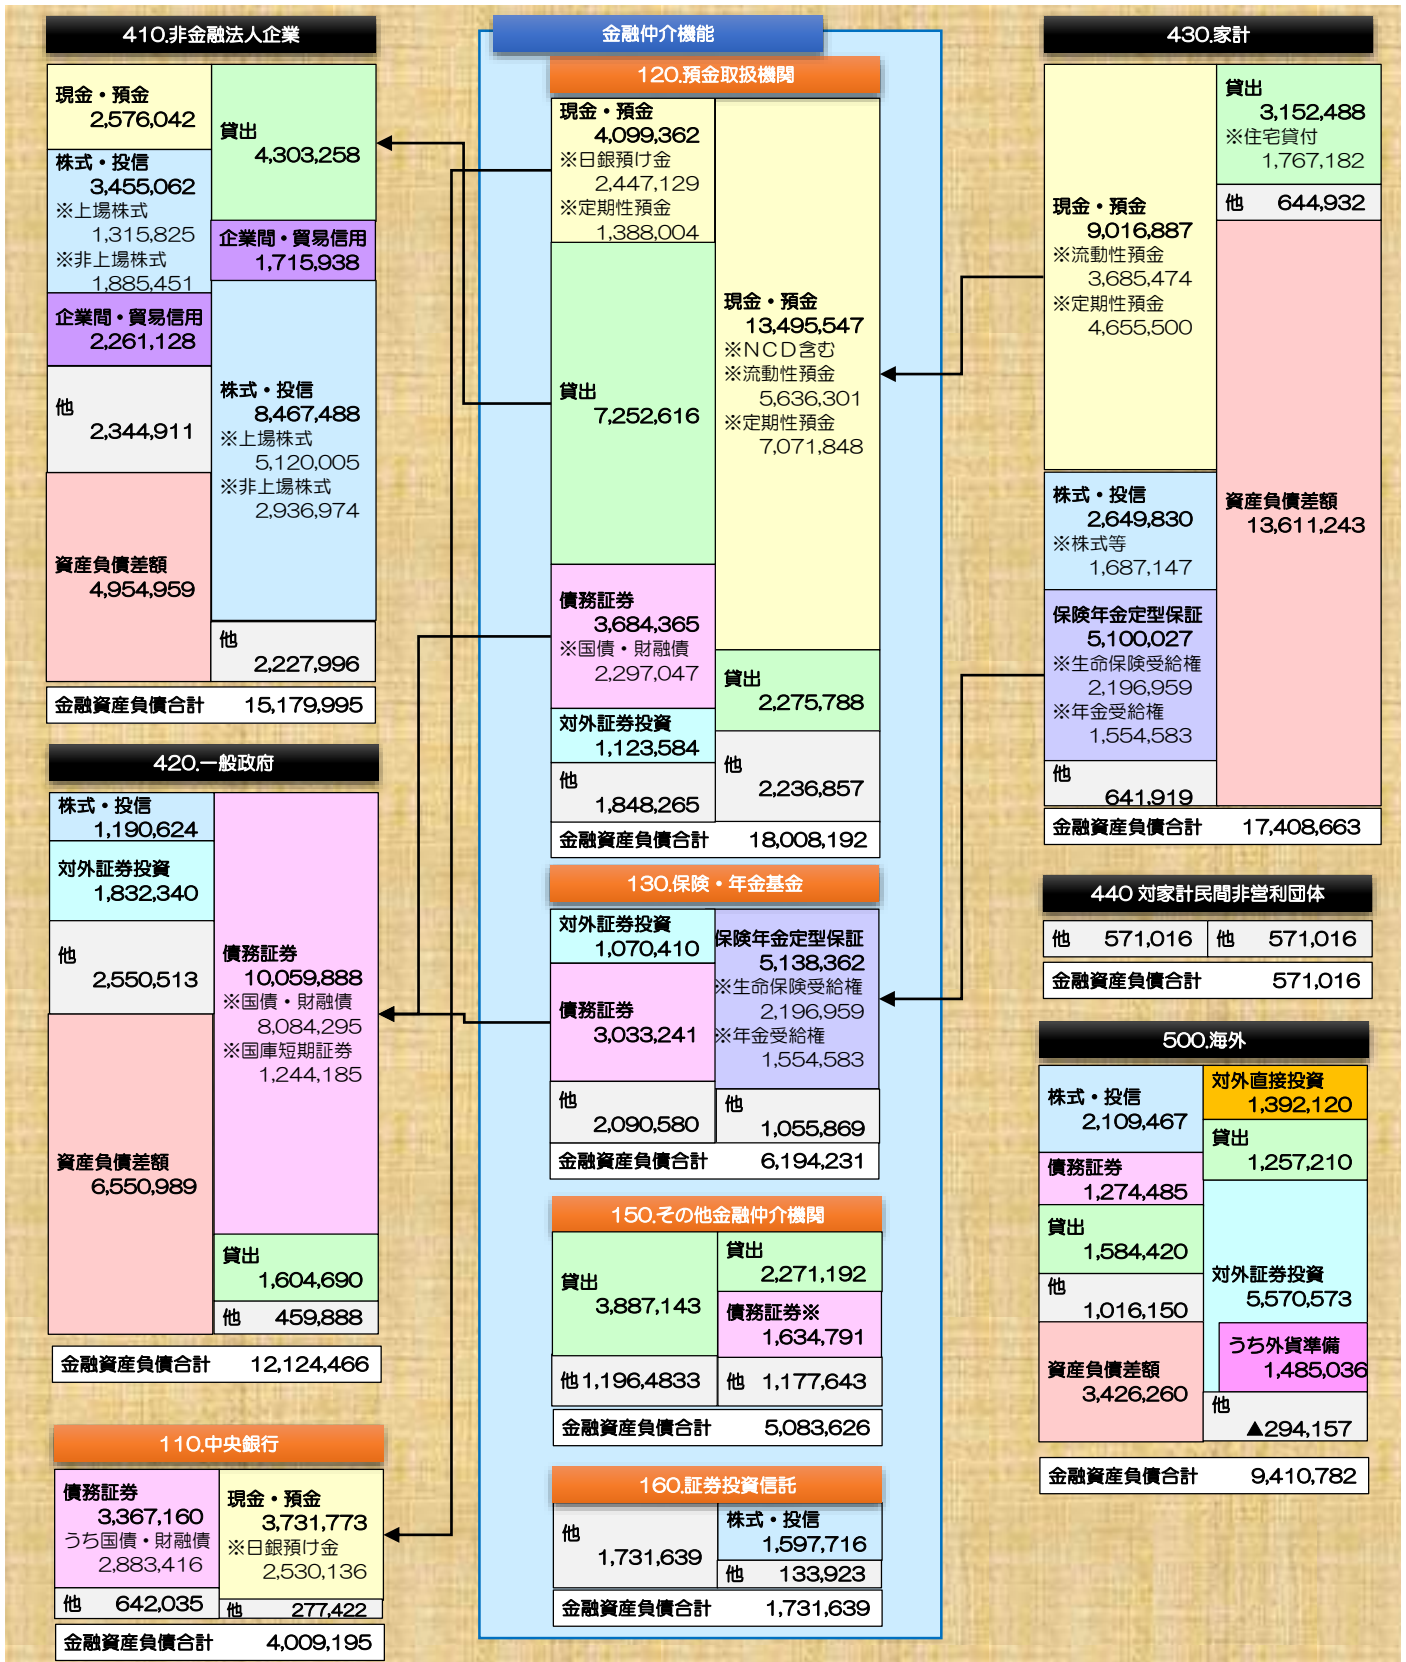 410.非金融法人企業
現金・預金
2,576,042
株式・投信
3,455,062
※上場株式
1,315,825
※非上場株式
1,885,451
企業間・貿易信用
2,261,128
他
2,344,911
資産負債差額
4,954,959
貸出
4,303,258
企業間・貿易信用
1,715,938
株式・投信
8,467,488
※上場株式
5,120,005
※非上場株式
2,936,974
他
2,227,996
金融資産負債合計 15,179,995
420.一般政府
株式・投信
1,190,624
対外証券投資
1,832,340
他
2,550,513
資産負債差額
6,550,989
債務証券
10,059,888
※国債・財融債
8,084,295
※国庫短期証券
1,244,185
貸出
1,604,690
他 459,888
金融資産負債合計 12,124,466
110.中央銀行
債務証券
3,367,160
うち国債・財融債
2,883,416
他 642,035
現金・預金
3,731,773
※日銀預け金
2,530,136
他 277,422
金融資産負債合計 4,009,195
金融仲介機能
120.預金取扱機関
現金・預金
4,099,362
※日銀預け金
2,447,129
※定期性預金
1,388,004
貸出
7,252,616
債務証券
3,684,365
※国債・財融債
2,297,047
対外証券投資
1,123,584
他
1,848,265
現金・預金
13,495,547
※NCD含む
※流動性預金
5,636,301
※定期性預金
7,071,848
貸出
2,275,788
他
2,236,857
金融資産負債合計 18,008,192
130.保険・年金基金
対外証券投資
1,070,410
債務証券
3,033,241
他
2,090,580
保険年金定型保証
5,138,362
※生命保険受給権
2,196,959
※年金受給権
1,554,583
他
1,055,869
金融資産負債合計 6,194,231
150.その他金融仲介機関
貸出
3,887,143
他 1,196,4833
貸出
2,271,192
債務証券※
1,634,791
他 1,177,643
金融資産負債合計 5,083,626
160.証券投資信託
他
1,731,639
株式・投信
1,597,716
他 133,923
金融資産負債合計 1,731,639
430.家計
現金・預金
9,016,887
※流動性預金
3,685,474
※定期性預金
4,655,500
株式・投信
2,649,830
※株式等
1,687,147
保険年金定型保証
5,100,027
※生命保険受給権
2,196,959
※年金受給権
1,554,583
他
641,919
貸出
3,152,488
※住宅貸付
1,767,182
他 644,932
資産負債差額
13,611,243
金融資産負債合計 17,408,663
440 対家計民間非営利団体
他 571,016 他 571,016
金融資産負債合計 571,016
500.海外
株式・投信
2,109,467
債務証券
1,274,485
貸出
1,584,420
他
1,016,150
資産負債差額
3,426,260
対外直接投資
1,392,120
貸出
1,257,210
対外証券投資
5,570,573
うち外貨準備
1,485,036
他
▲294,157
金融資産負債合計 9,410,782